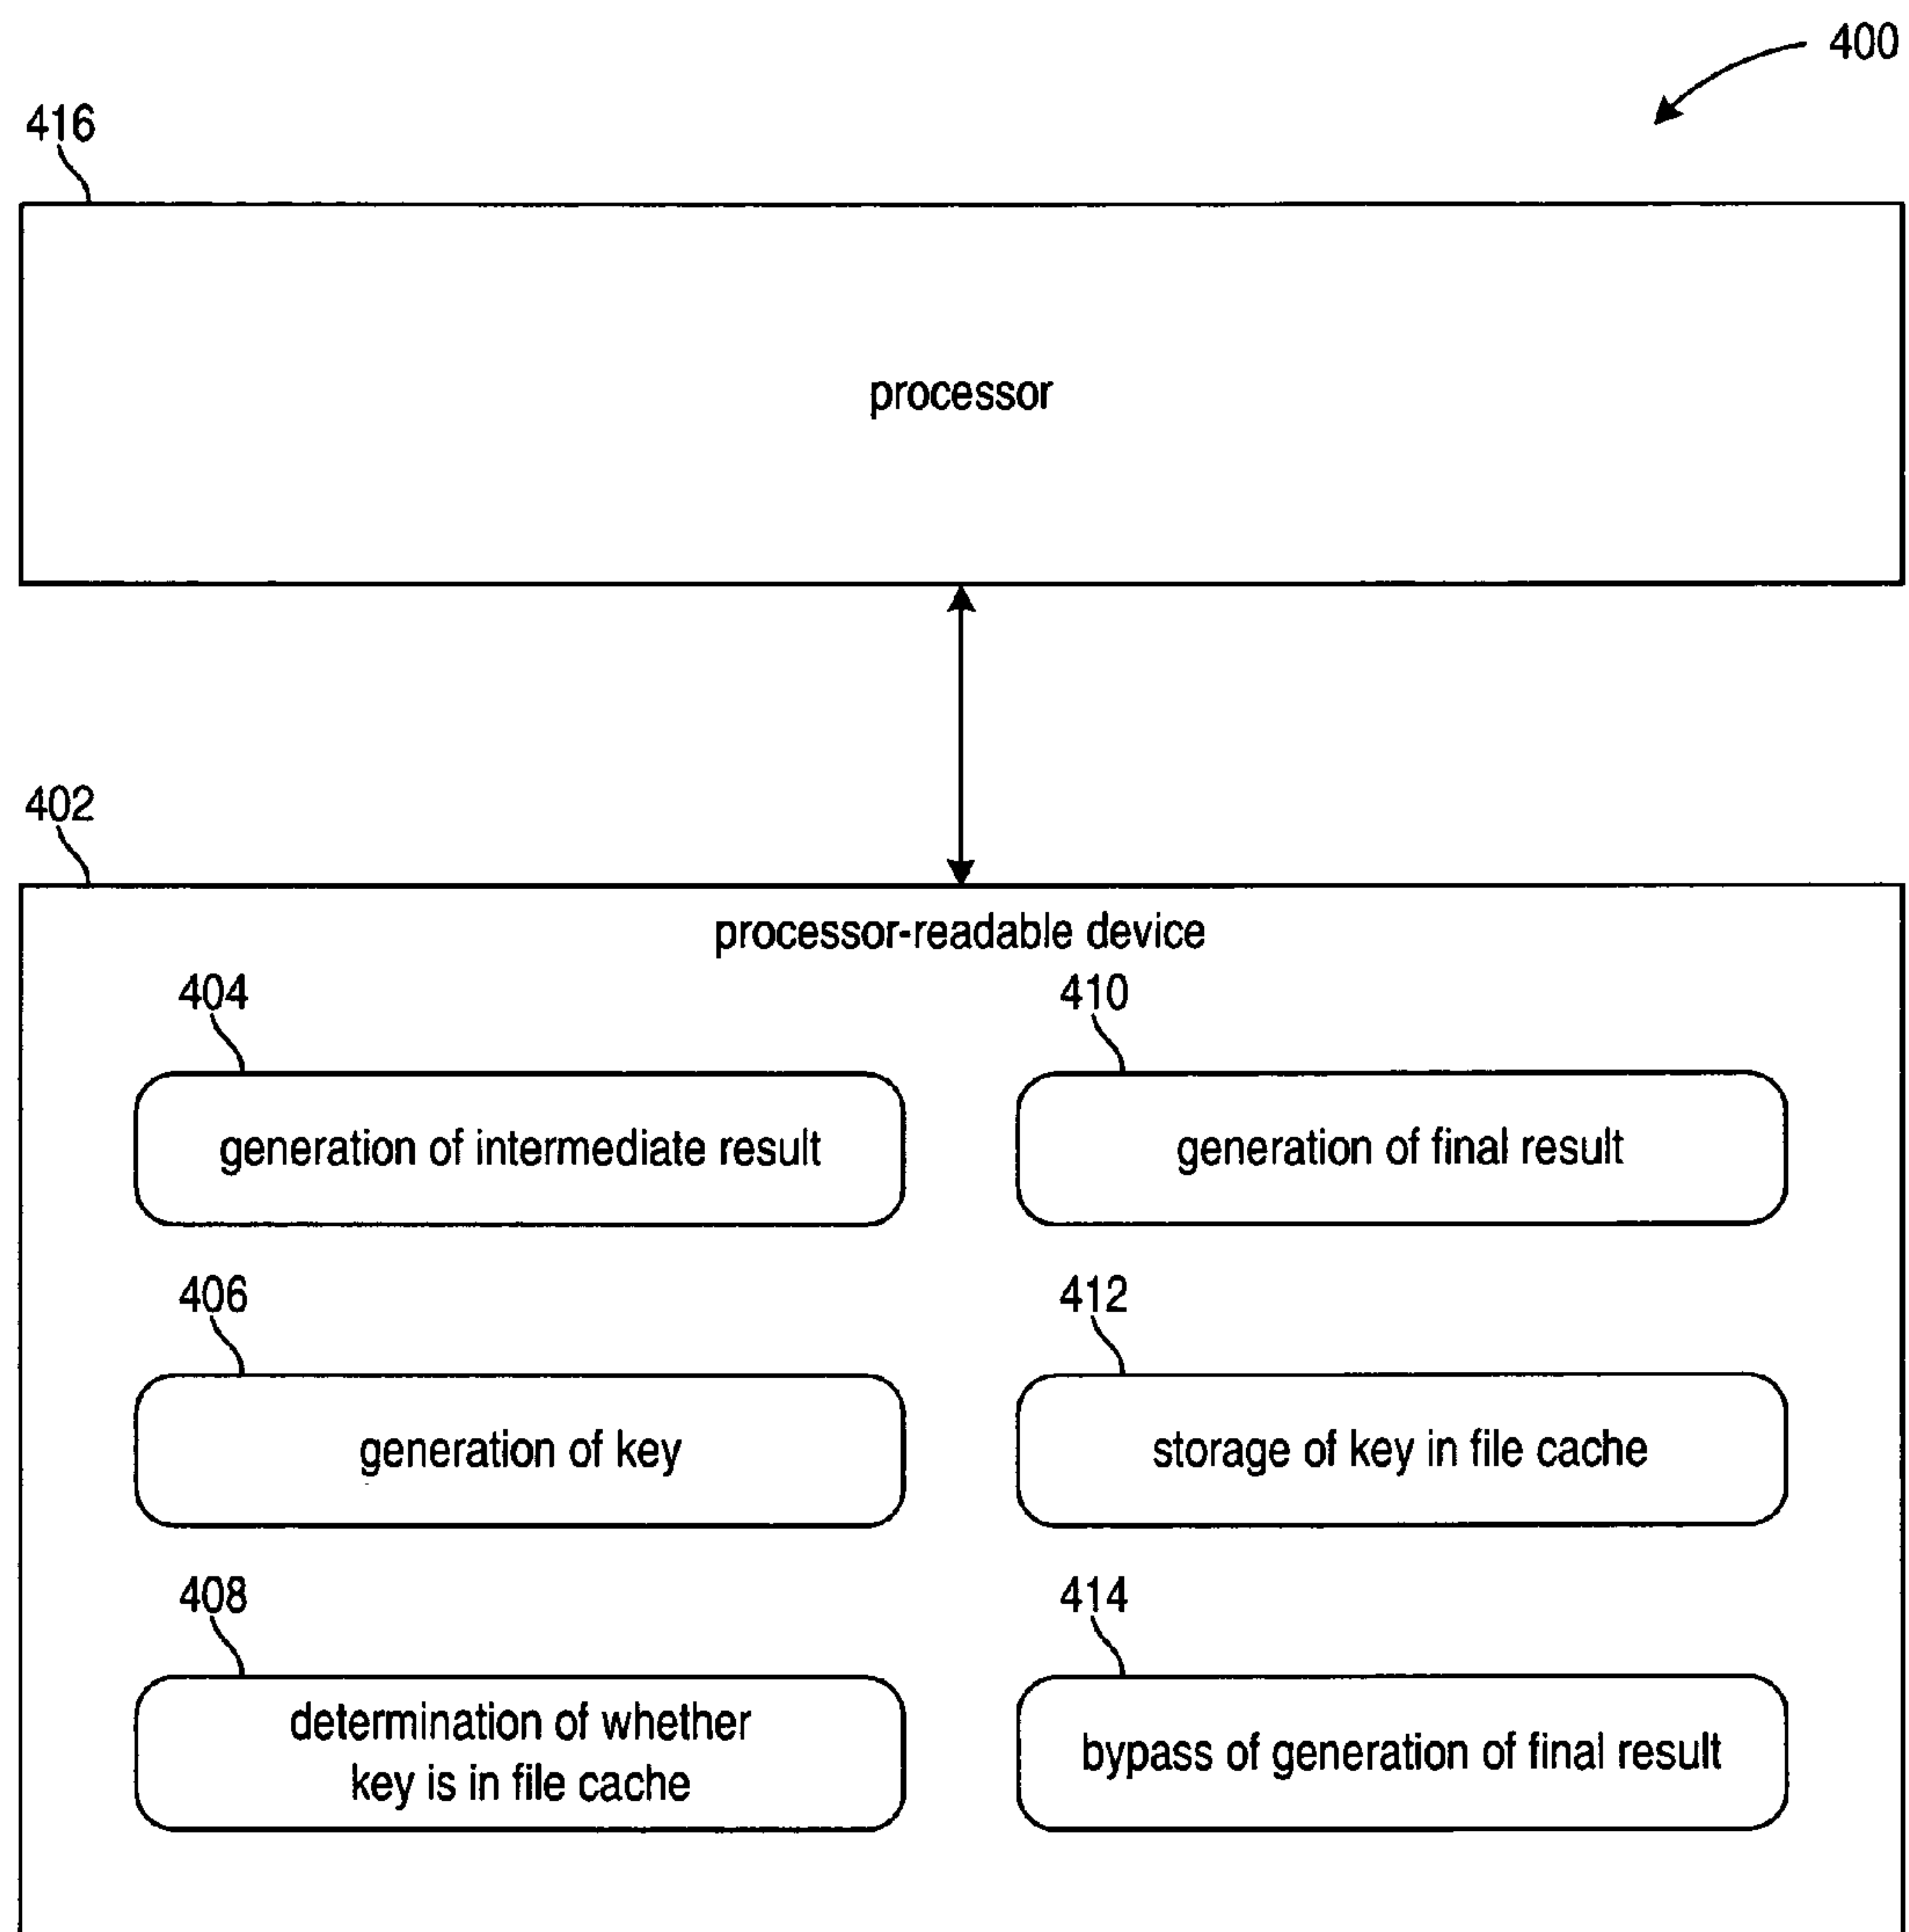 400
416
processor
402
processor-readable device
404
410
generation of intermediate result
generation of final result
406
412
generation of key
storage of key in file cache
408
414
determination of whether
key is in file cache
bypass of generation of final result